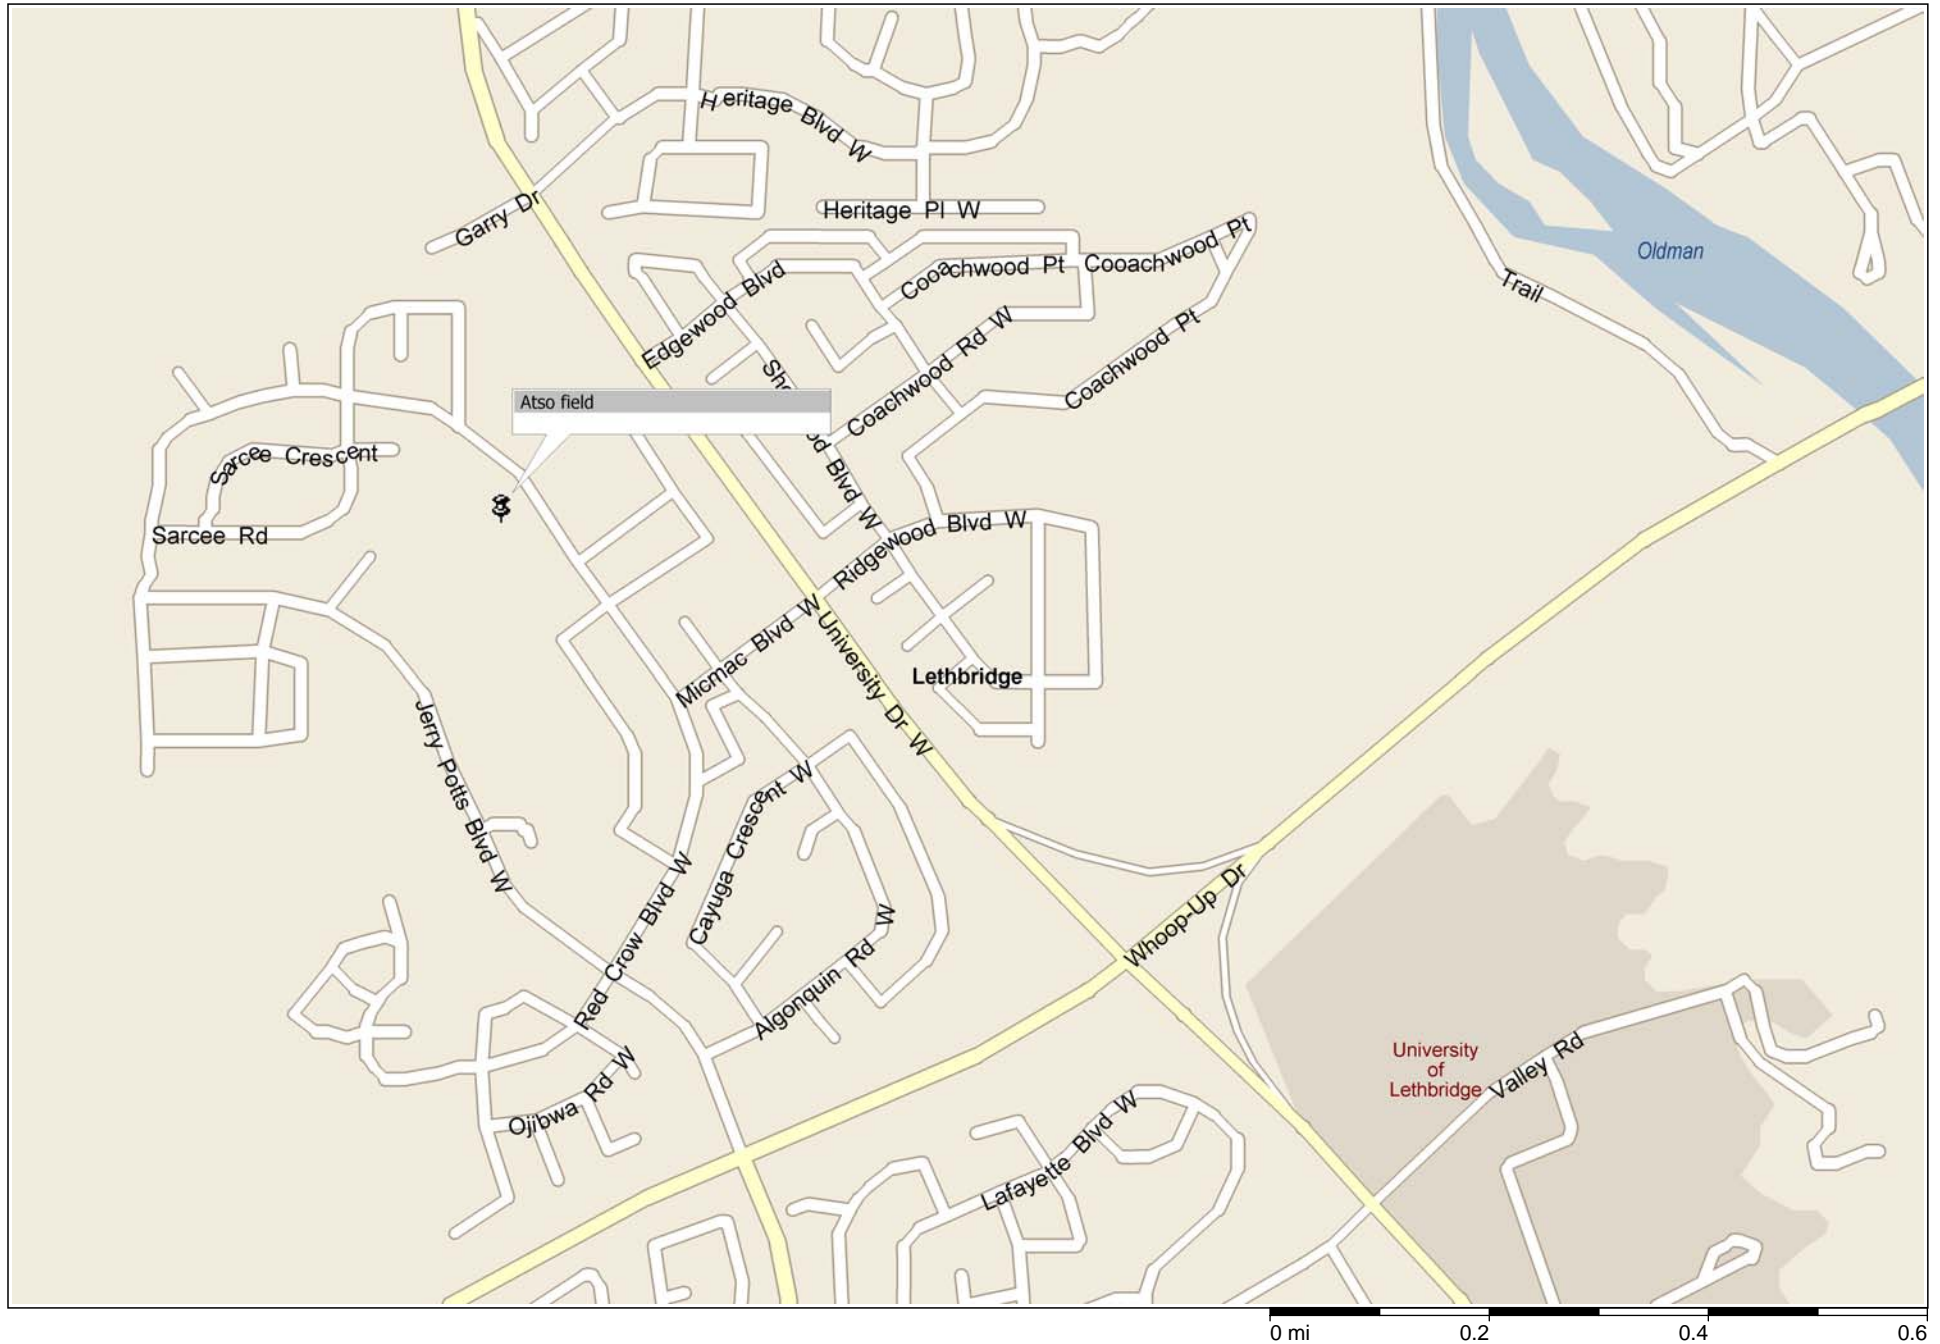 Heritage Blvd W
Garry Dr
Heritage Pl W
Cooachwood Pt
Cooachwood Pt
Oldman
Edgewood Blvd
Trail
Coachwood Rd W
Coachwood Pt
Atso field
Sarcee Crescent
od Blvd W
Sarcee Rd
Ridgewood Blvd W
Micmac Blvd W
University Dr W
Lethbridge
Jerry Potts Blvd W
Cayuga Crescent W
Red Crow Blvd W
Whoop-Up Dr
Algonquin Rd W
University
of
Lethbridge
Valley Rd
Ojibwa Rd W
Lafayette Blvd W
0 mi 0.2 0.4 0.6